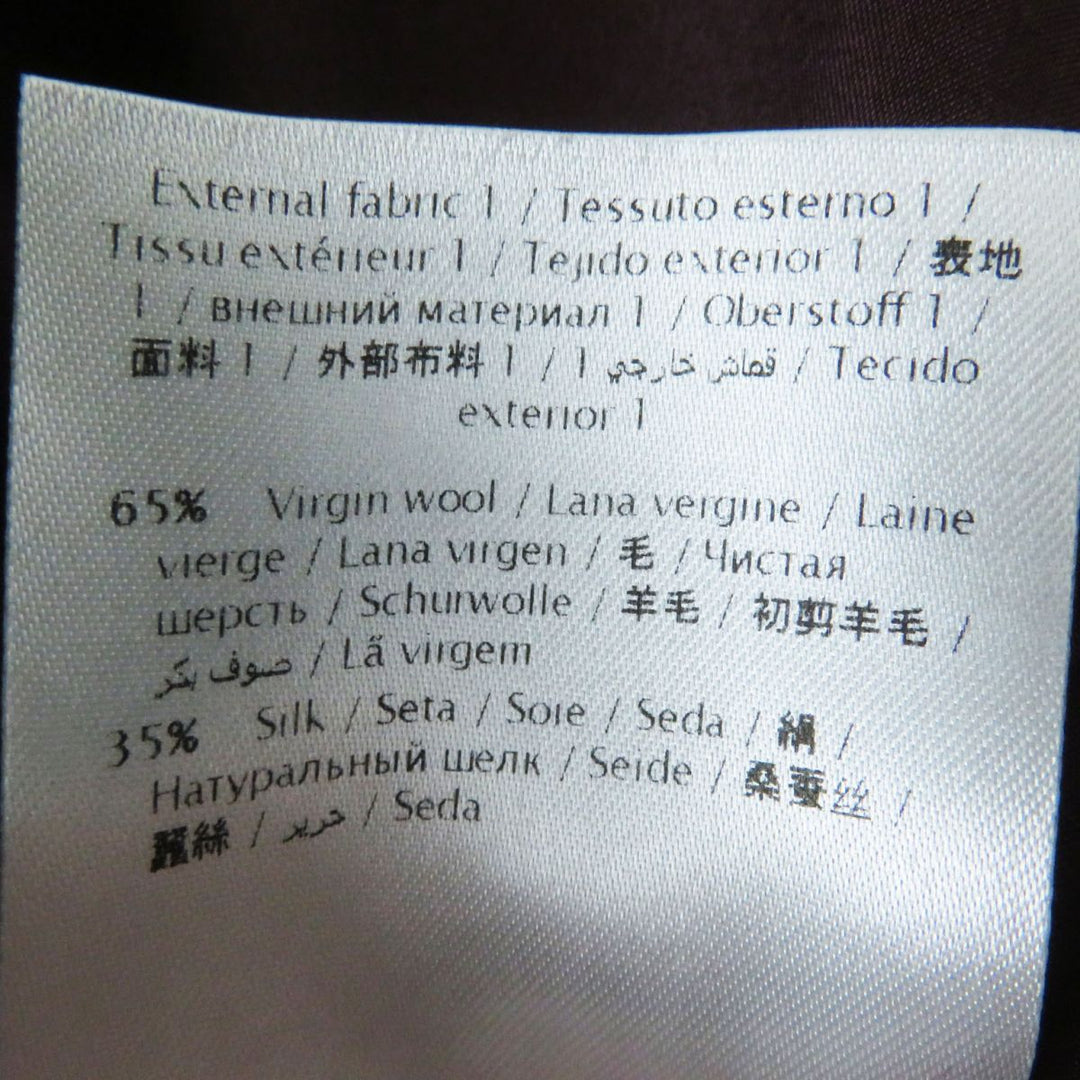 External fabric 1 / Tessuto esterno 1 /
Tissu extérieur 1 / Tejido exterior 1 / 表地
1 / внешний материал 1 / Oberstoff 1 /
面料 1 / 外部布料 1 / قماش خارجي 1 / Tecido
exterior 1
65% Virgin wool / Lana vergine / Laine
vierge / Lana virgen / 毛 / Чистая
шерсть / Schurwolle / 羊毛 / 初剪羊毛 /
صوف بكر / Lã virgem
35% Silk / Seta / Soie / Seda / 絹 /
Натуральный шелк / Seide / 桑蚕丝 /
蠶絲 / حرير / Seda